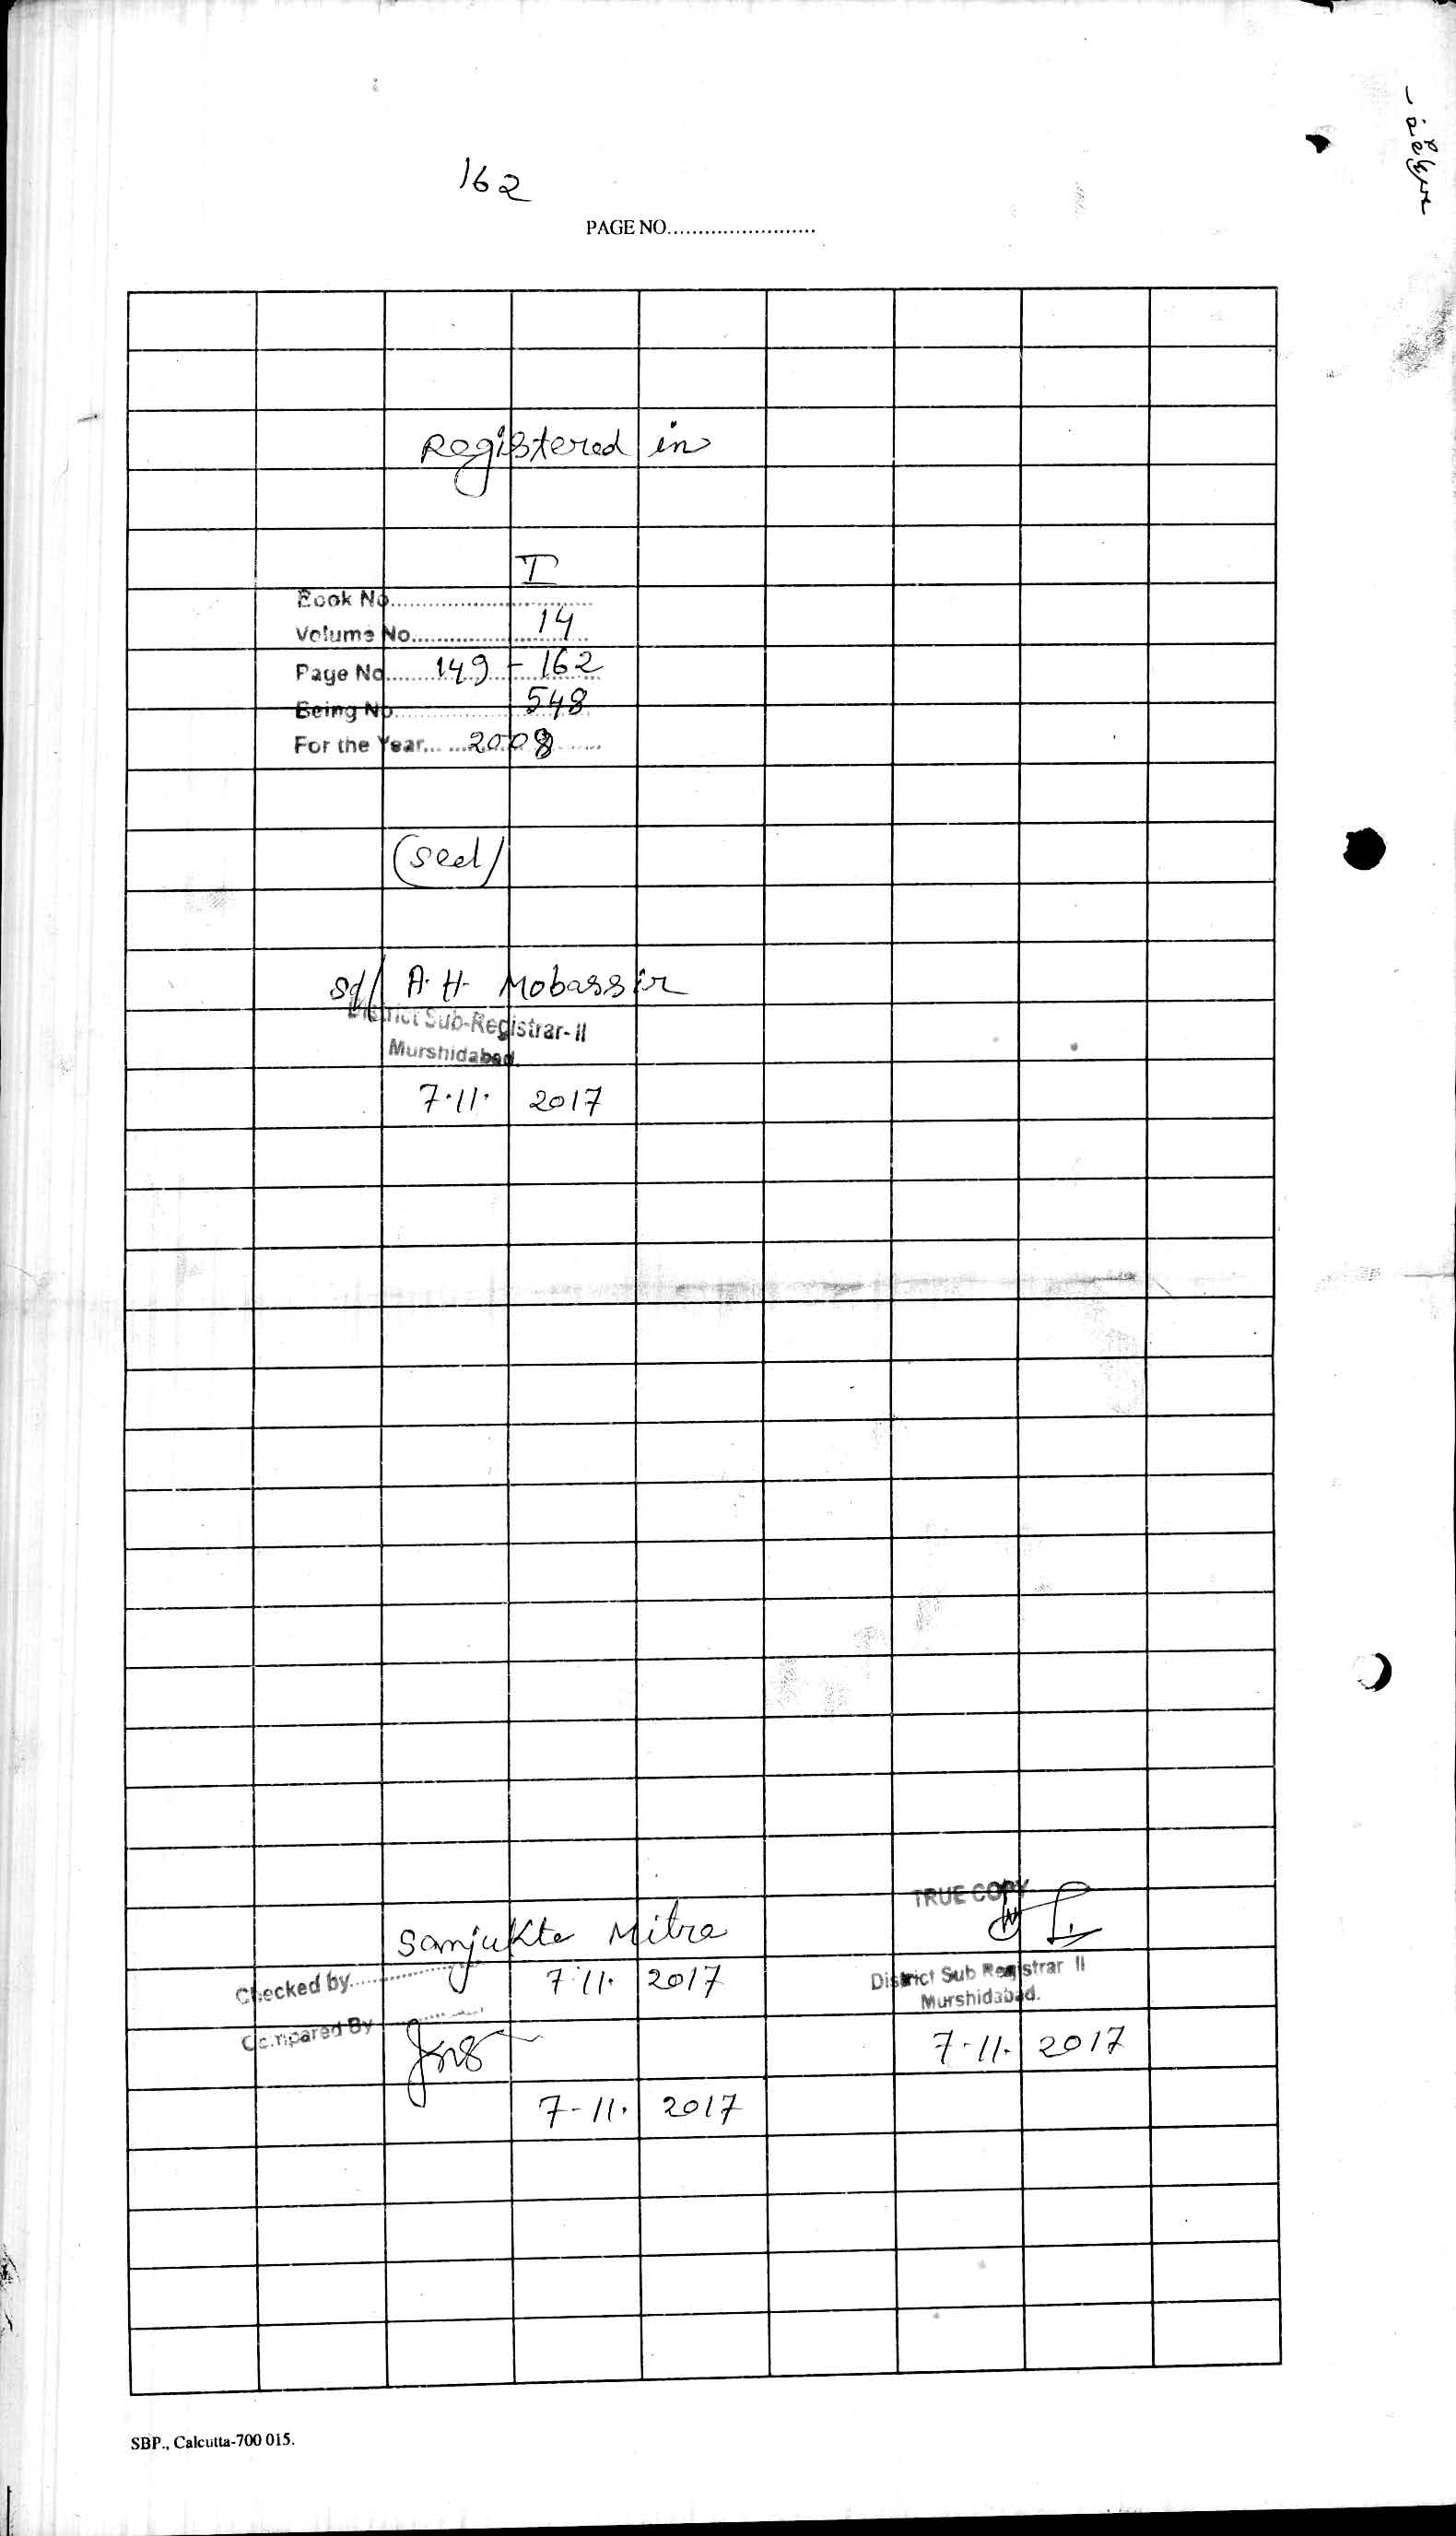 162
PAGE NO........................
Registered in
I
Book No..............................
Volume No. 14
Page No. 149 - 162
Being No. 548
For the Year. 2008
(Seal)
Sd/ A. H. Mobassir
District Sub-Registrar-II
Murshidabad.
7.11. 2017
TRUE COPY
Sanjukta Mitra
Checked by 7.11. 2017
District Sub Registrar II
Murshidabad.
Compared By
7-11. 2017
7-11. 2017
SBP., Calcutta-700 015.